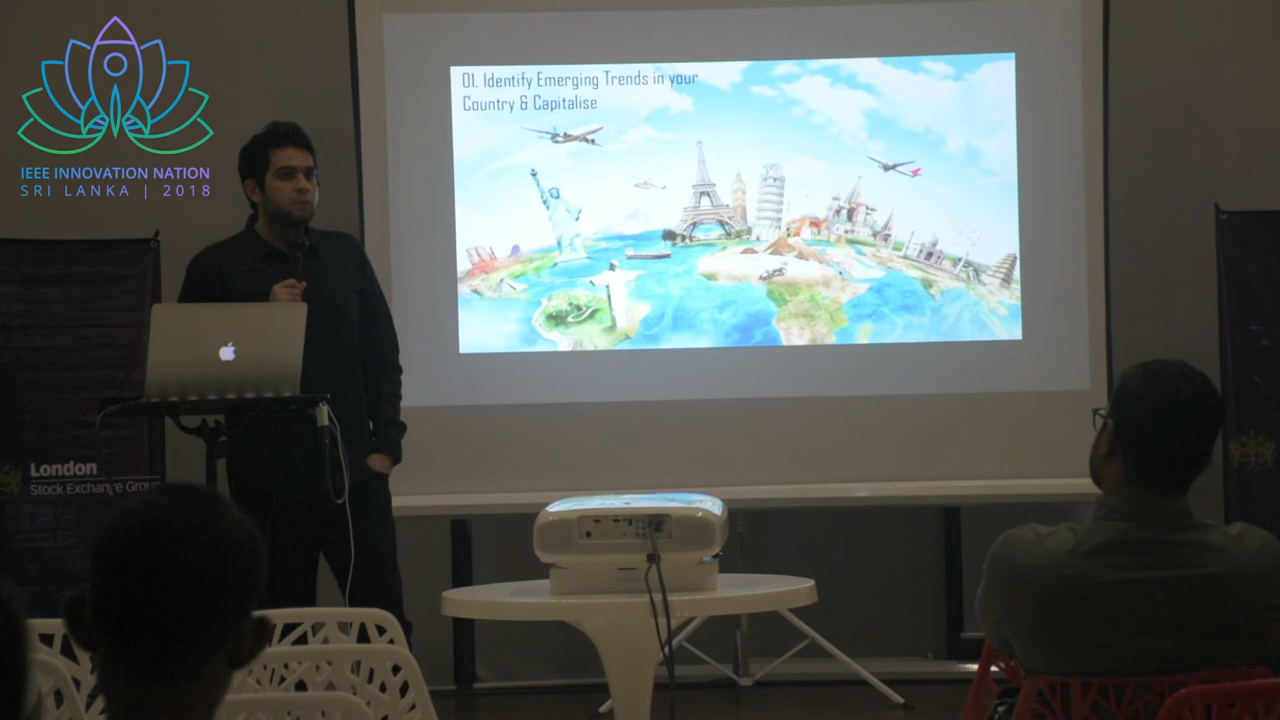 IEEE INNOVATION NATION
SRI LANKA | 2018
01. Identify Emerging Trends in your
Country & Capitalise
London
Stock Exchange Group